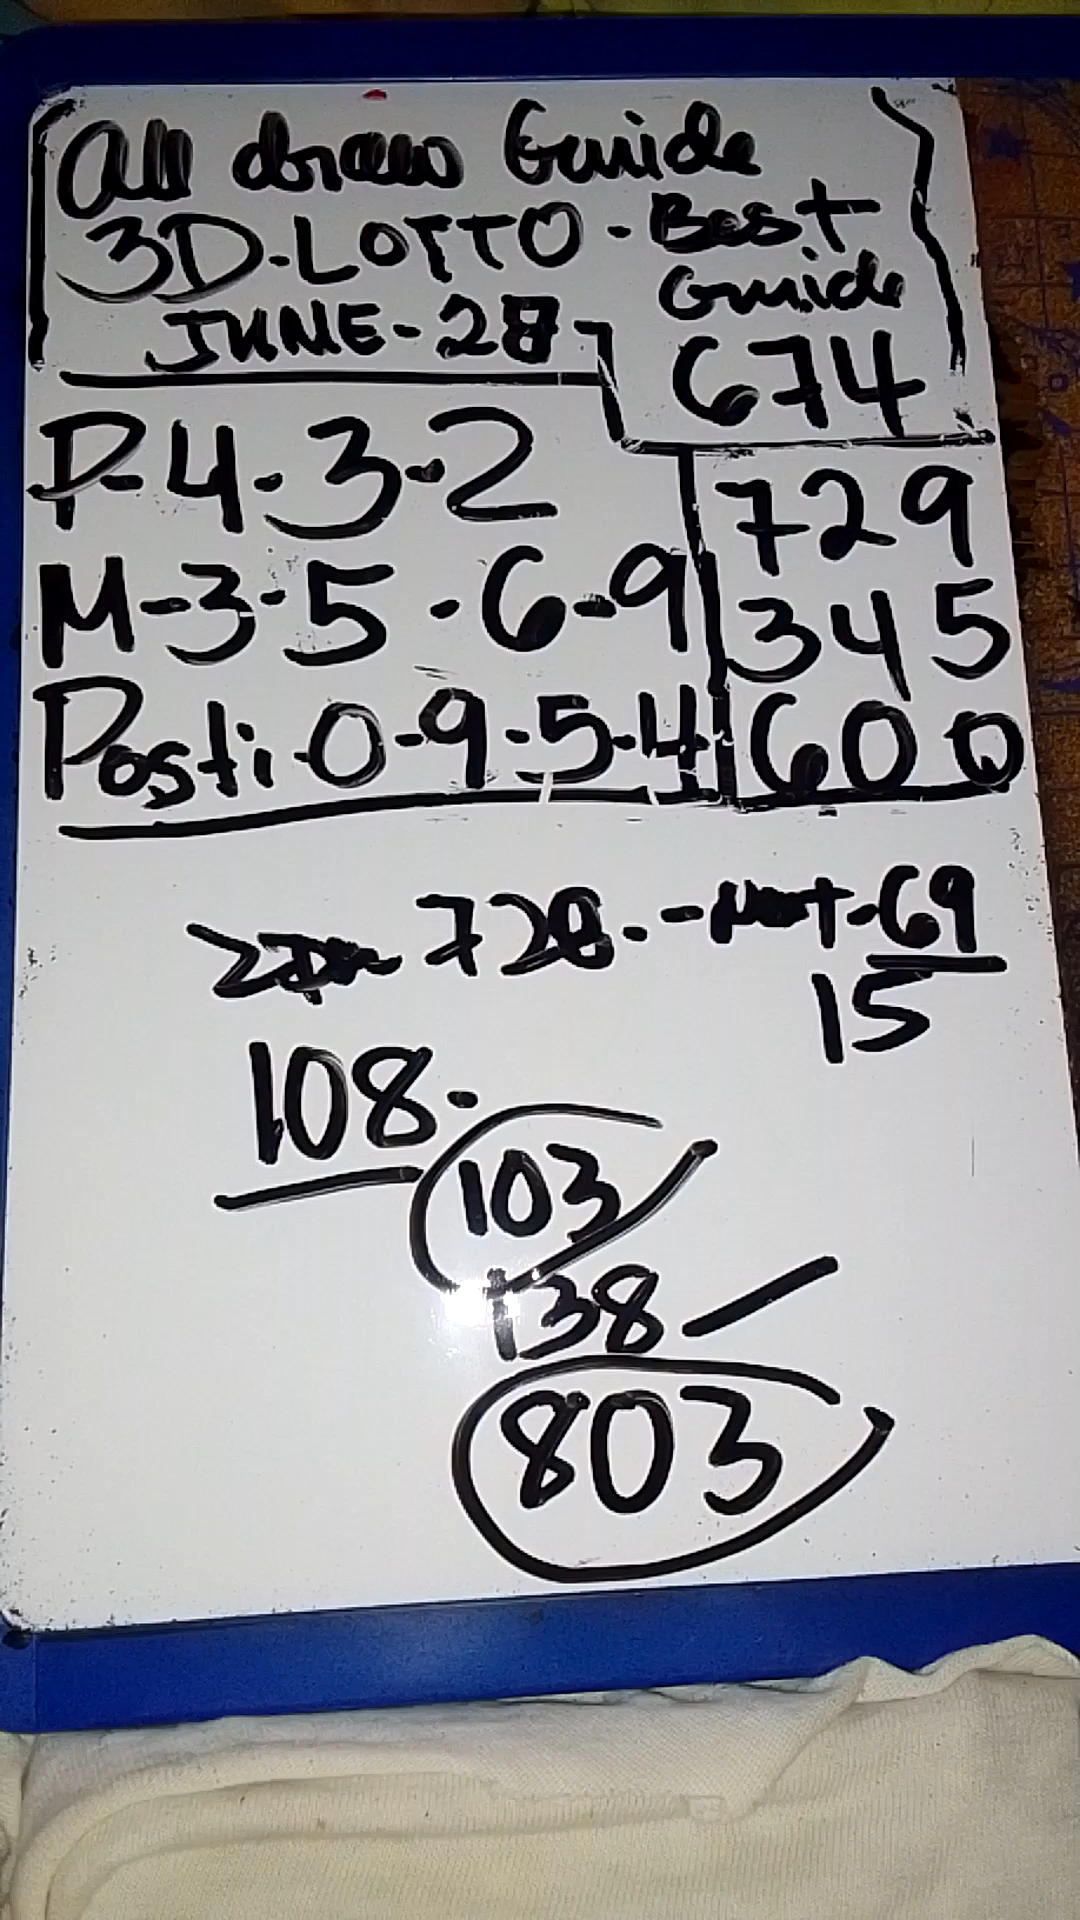 All draw Guide
3D-LOTTO-Best
Guide
JUNE-28
674
P-4-3-2
729
M-3-5-6-9
345
Posti-0-9-5-4
600
728.--69
15
108.
103
138
803